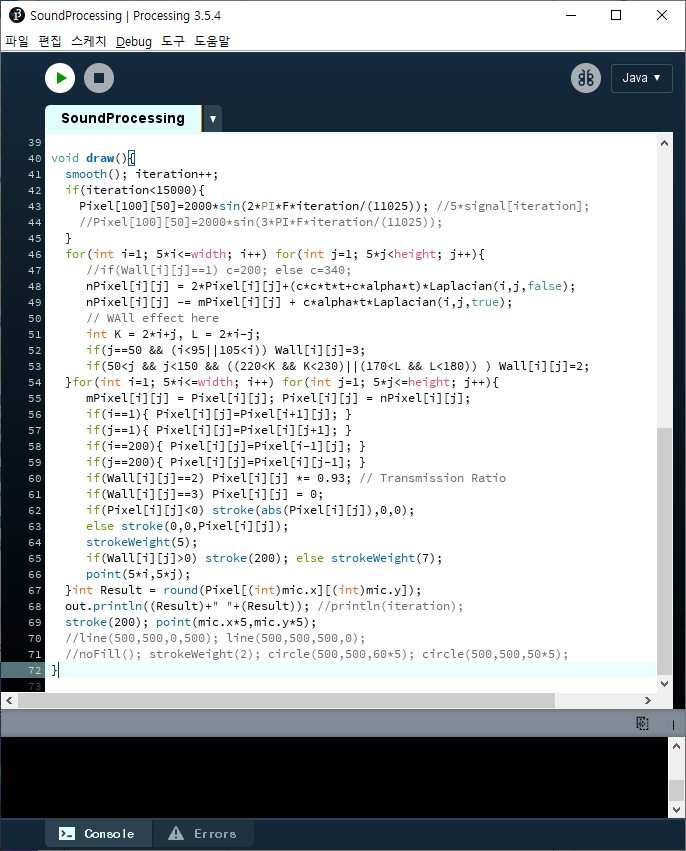 SoundProcessing | Processing 3.5.4
파일 편집 스케치 Debug 도구 도움말
Java ▼
SoundProcessing ▼
39
40 void draw(){
41   smooth(); iteration++;
42   if(iteration<15000){
43     Pixel[100][50]=2000*sin(2*PI*F*iteration/(11025)); //5*signal[iteration];
44     //Pixel[100][50]=2000*sin(3*PI*F*iteration/(11025));
45   }
46   for(int i=1; 5*i<=width; i++) for(int j=1; 5*j<height; j++){
47      //if(Wall[i][j]==1) c=200; else c=340;
48      nPixel[i][j] = 2*Pixel[i][j]+(c*c*t*t+c*alpha*t)*Laplacian(i,j,false);
49      nPixel[i][j] -= mPixel[i][j] + c*alpha*t*Laplacian(i,j,true);
50      // WAll effect here
51      int K = 2*i+j, L = 2*i-j;
52      if(j==50 && (i<95||105<i)) Wall[i][j]=3;
53      if(50<j && j<150 && ((220<K && K<230)||(170<L && L<180)) ) Wall[i][j]=2;
54   }for(int i=1; 5*i<=width; i++) for(int j=1; 5*j<=height; j++){
55      mPixel[i][j] = Pixel[i][j]; Pixel[i][j] = nPixel[i][j];
56      if(i==1){ Pixel[i][j]=Pixel[i+1][j]; }
57      if(j==1){ Pixel[i][j]=Pixel[i][j+1]; }
58      if(i==200){ Pixel[i][j]=Pixel[i-1][j]; }
59      if(j==200){ Pixel[i][j]=Pixel[i][j-1]; }
60      if(Wall[i][j]==2) Pixel[i][j] *= 0.93; // Transmission Ratio
61      if(Wall[i][j]==3) Pixel[i][j] = 0;
62      if(Pixel[i][j]<0) stroke(abs(Pixel[i][j]),0,0);
63      else stroke(0,0,Pixel[i][j]);
64      strokeWeight(5);
65      if(Wall[i][j]>0) stroke(200); else strokeWeight(7);
66      point(5*i,5*j);
67   }int Result = round(Pixel[(int)mic.x][(int)mic.y]);
68   out.println((Result)+" "+(Result)); //println(iteration);
69   stroke(200); point(mic.x*5,mic.y*5);
70   //line(500,500,0,500); line(500,500,500,0);
71   //noFill(); strokeWeight(2); circle(500,500,60*5); circle(500,500,50*5);
72 }
73
Console Errors